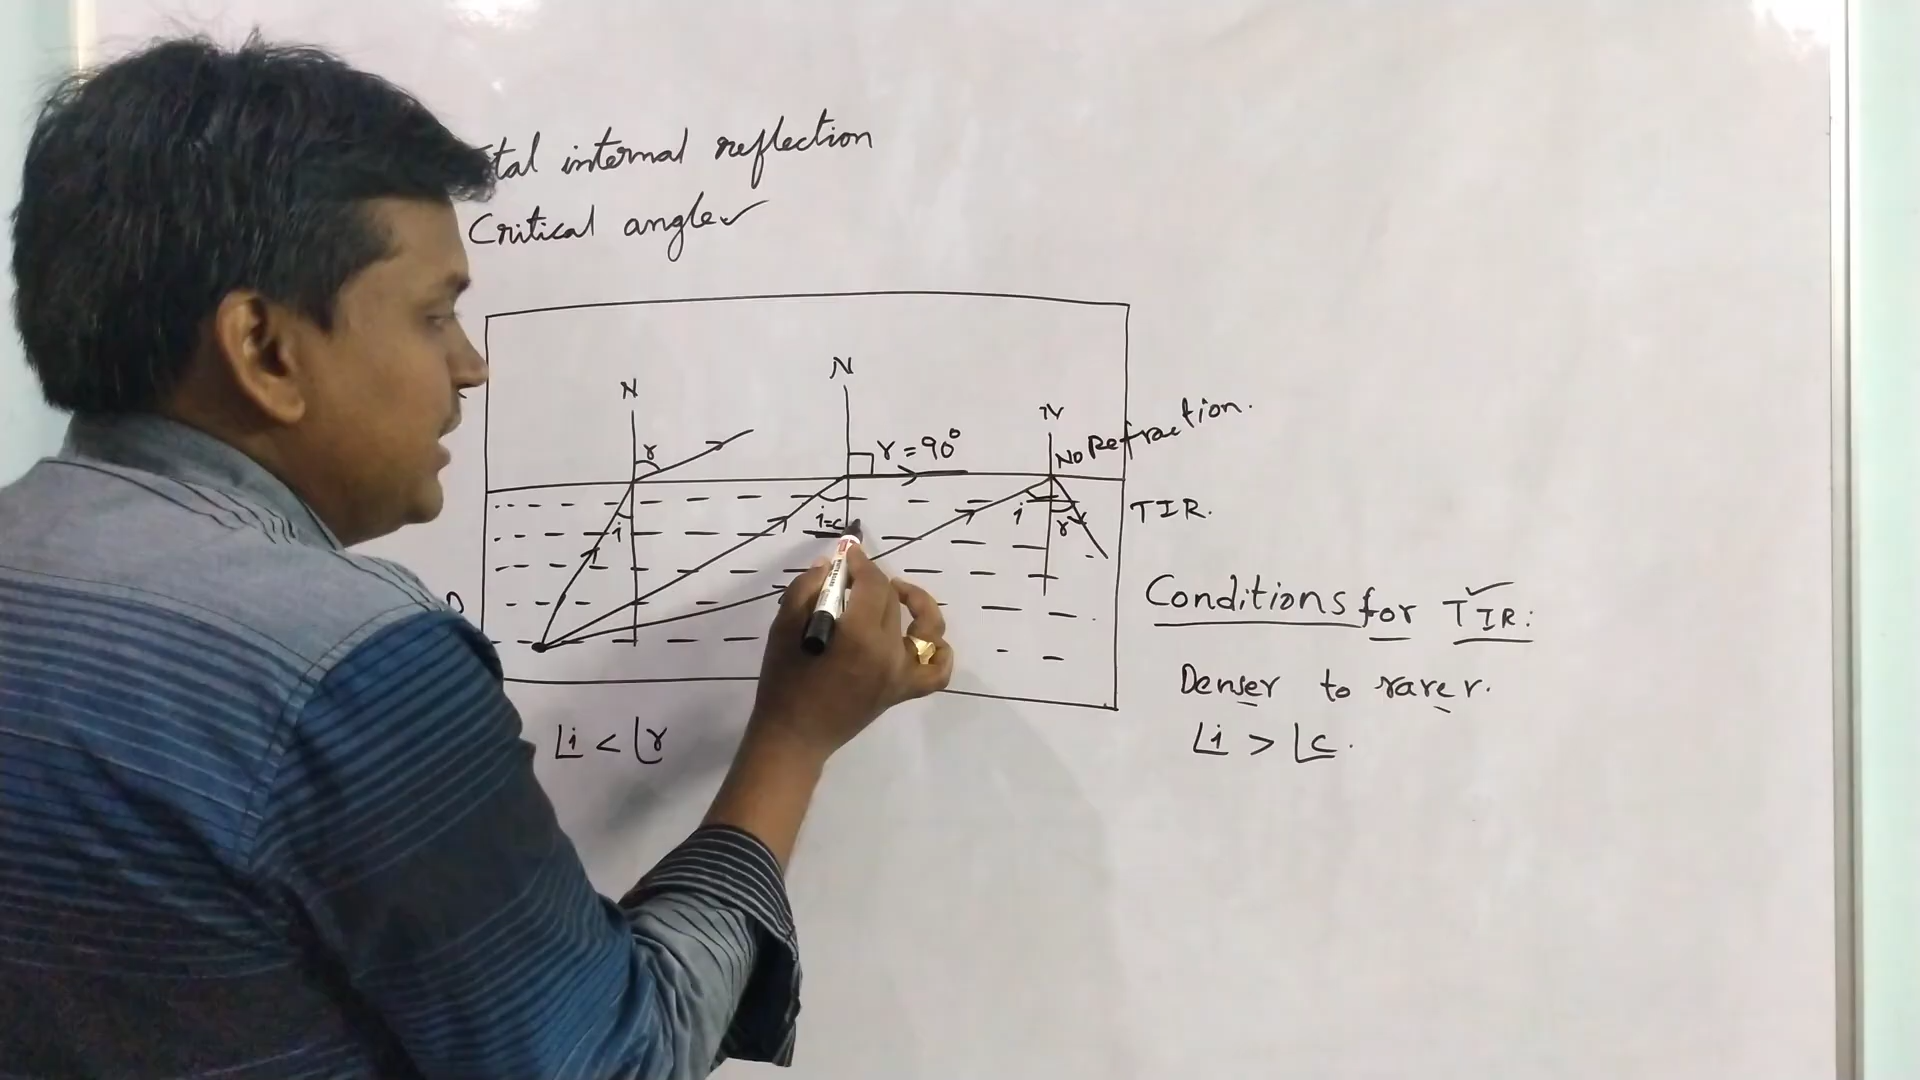 tal internal reflection
Critical angle✓
N
N
N
r
r = 90°
No Refraction.
i
i=c
i
r
TIR.
Conditions for TIR:
Denser to rarer.
∠i < ∠r
∠i > ∠c.